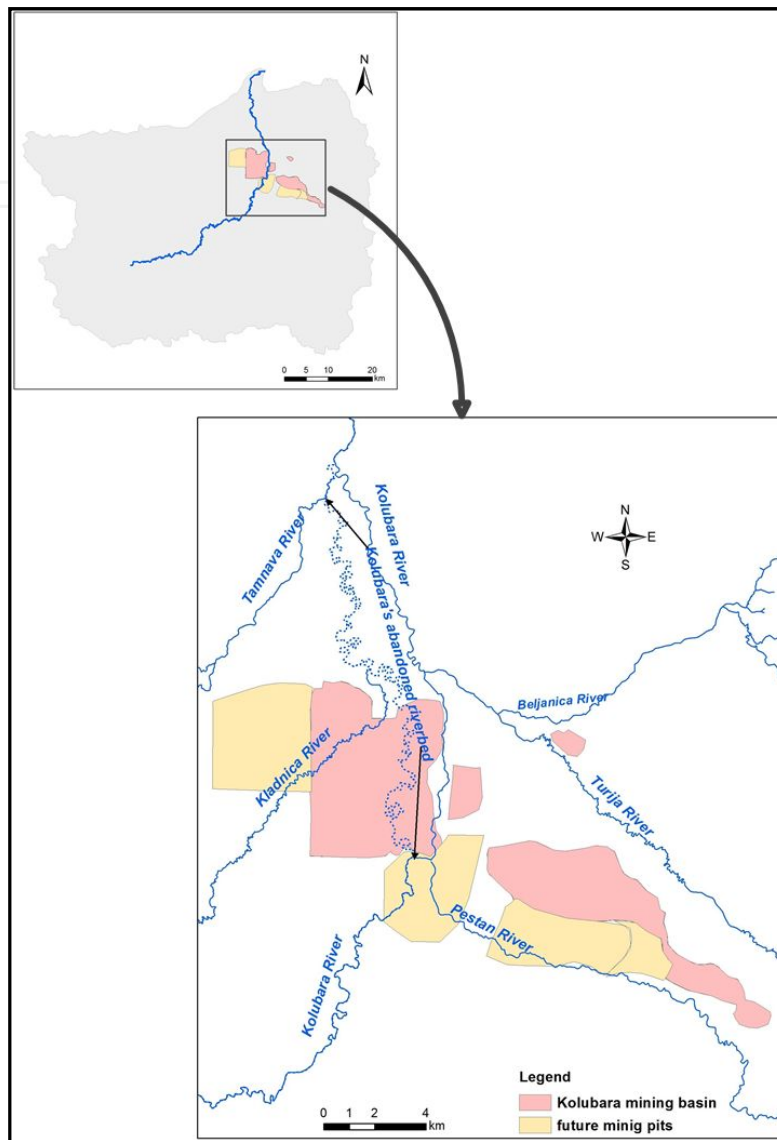 N
0 5 10 20
km
Tamnava River
Kolubara River
Kolubara's abandoned riverbed
N
W E
S
Beljanica River
Kladnica River
Turija River
Pestan River
Kolubara River
Legend
Kolubara mining basin
future minig pits
0 1 2 4
km